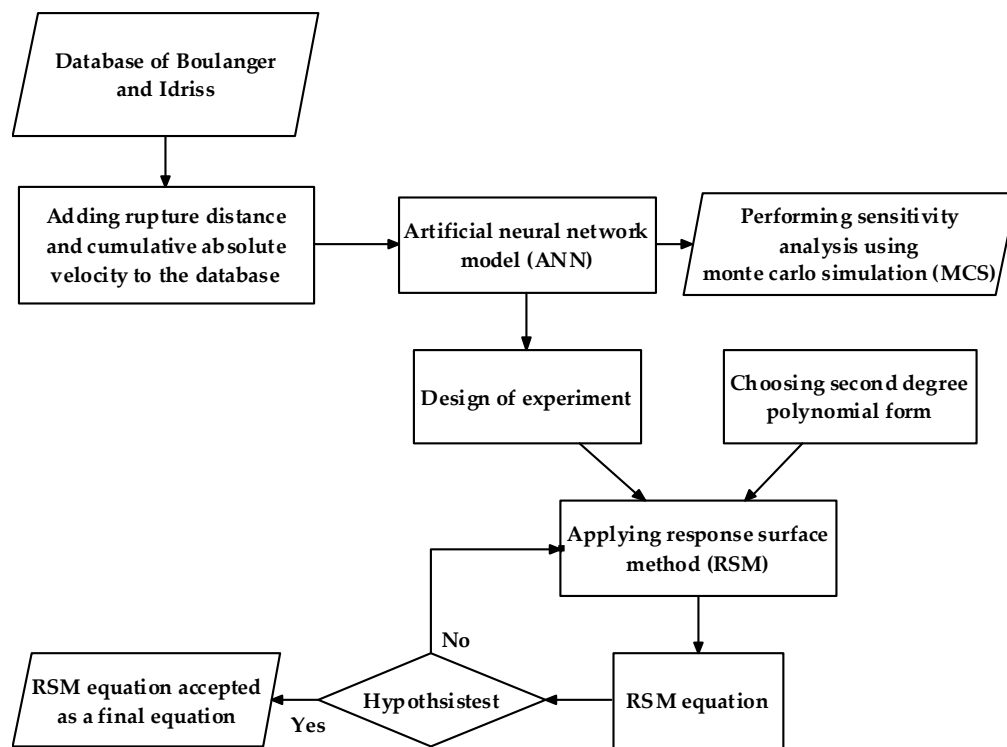 Database of Boulanger
and Idriss
Adding rupture distance
and cumulative absolute
velocity to the database
Artificial neural network
model (ANN)
Performing sensitivity
analysis using
monte carlo simulation (MCS)
Design of experiment
Choosing second degree
polynomial form
Applying response surface
method (RSM)
No
RSM equation accepted
as a final equation
Yes
Hypothsistest
RSM equation